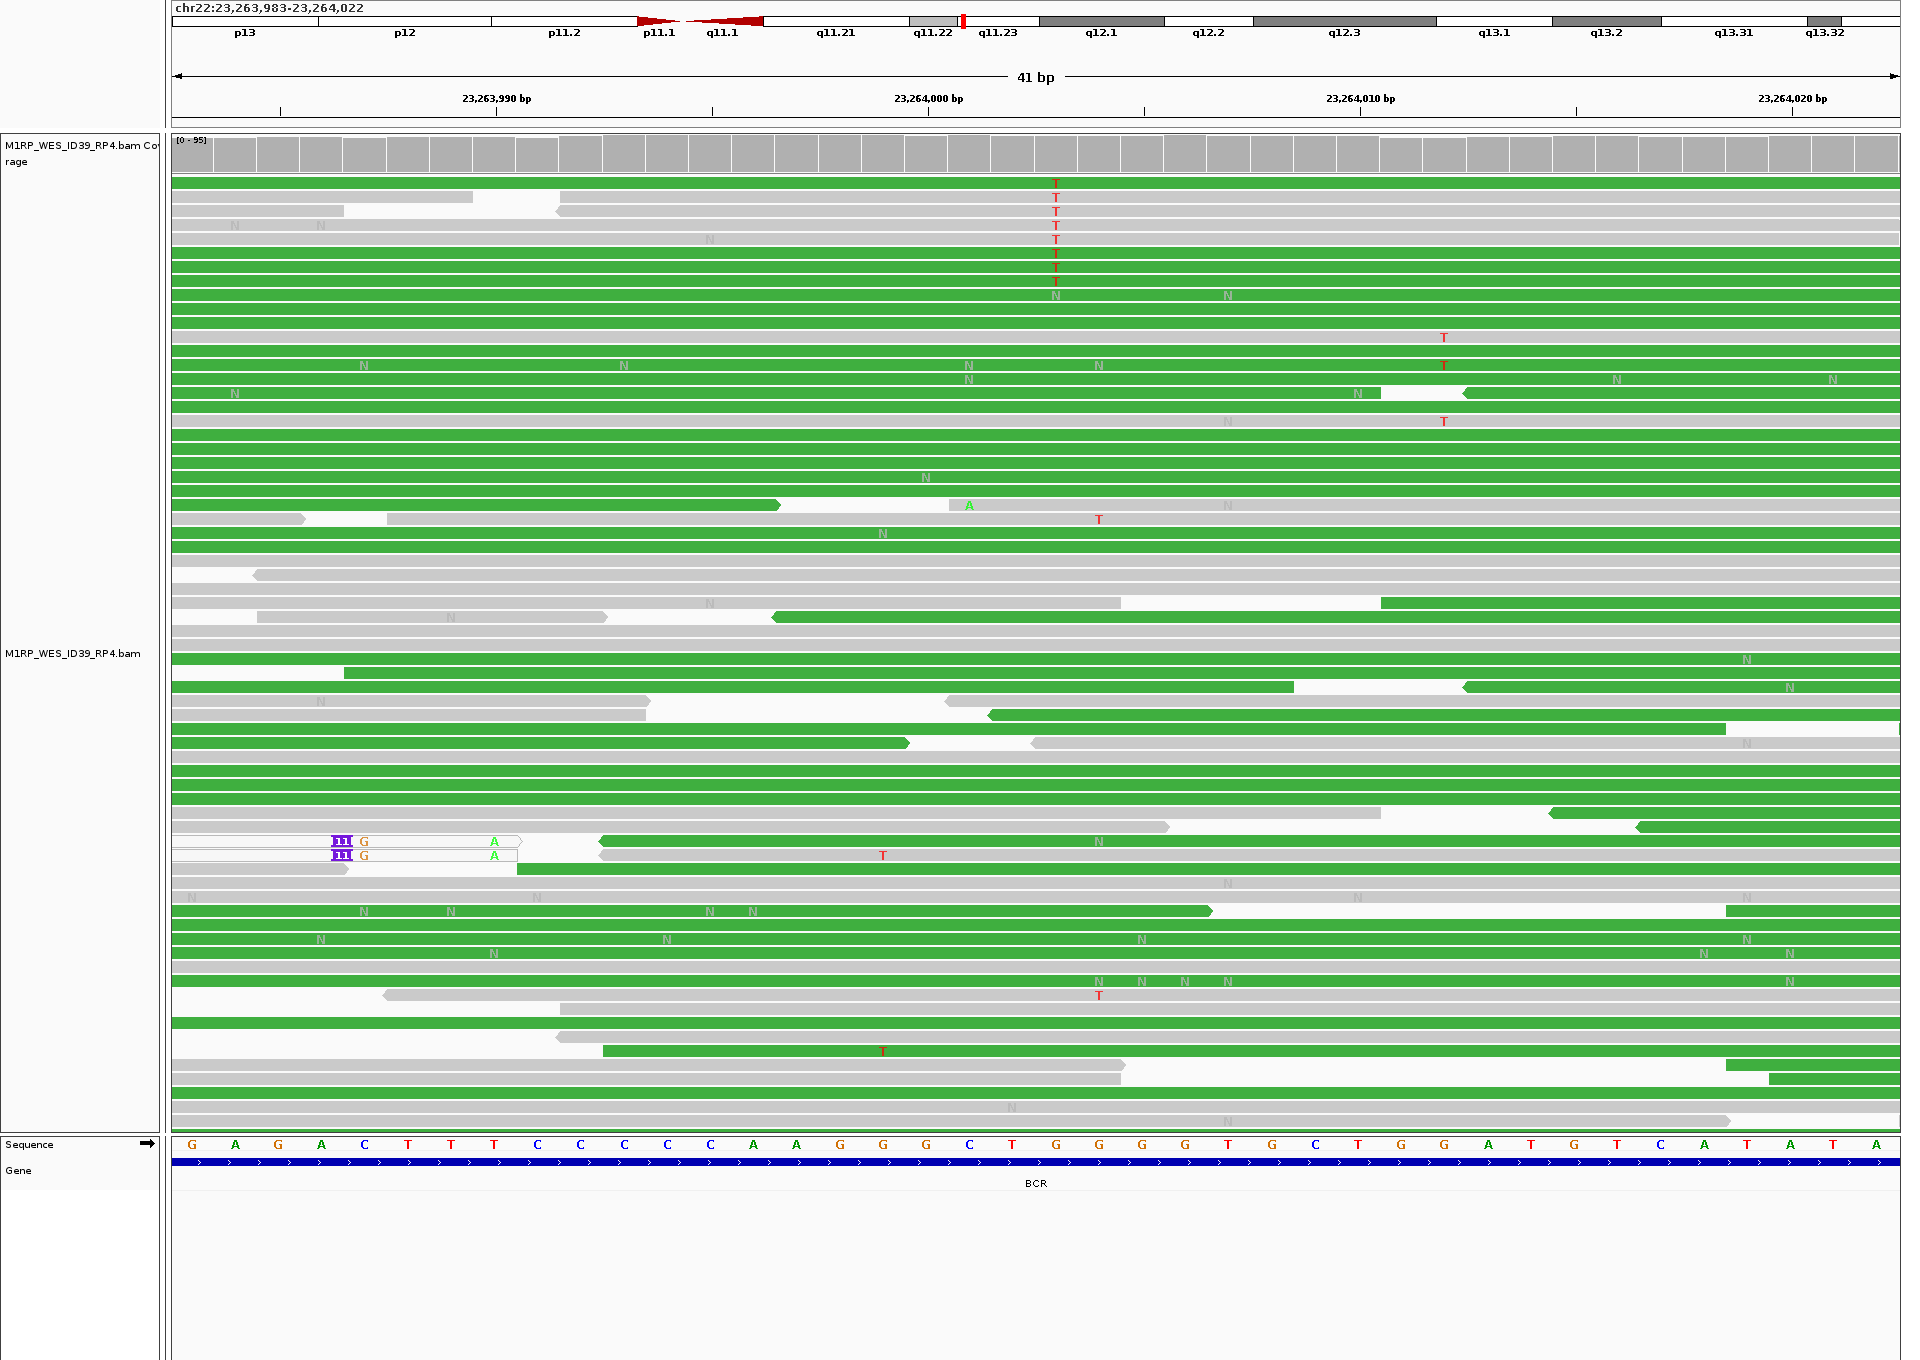 chr22:23,263,983-23,264,022
p13 p12 p11.2 p11.1 q11.1 q11.21 q11.22 q11.23 q12.1 q12.2 q12.3 q13.1 q13.2 q13.31 q13.32
41 bp
23,263,990 bp 23,264,000 bp 23,264,010 bp 23,264,020 bp
M1RP_WES_ID39_RP4.bam Co
rage
[0 - 95]
T
T
T
N N T
N T
T
T
T
N N
T
N N N N T
N N N
N N
N T
N
A N
T
N
N
N
M1RP_WES_ID39_RP4.bam
N
N
N
N
11 G A N
11 G A T
N
N N N N
N N N N
N N N N
N N N
N N N N N
T
T
N
N
Sequence G A G A C T T T C C C C C A A G G G C T G G G G T G C T G G A T G T C A T A T A
Gene
BCR